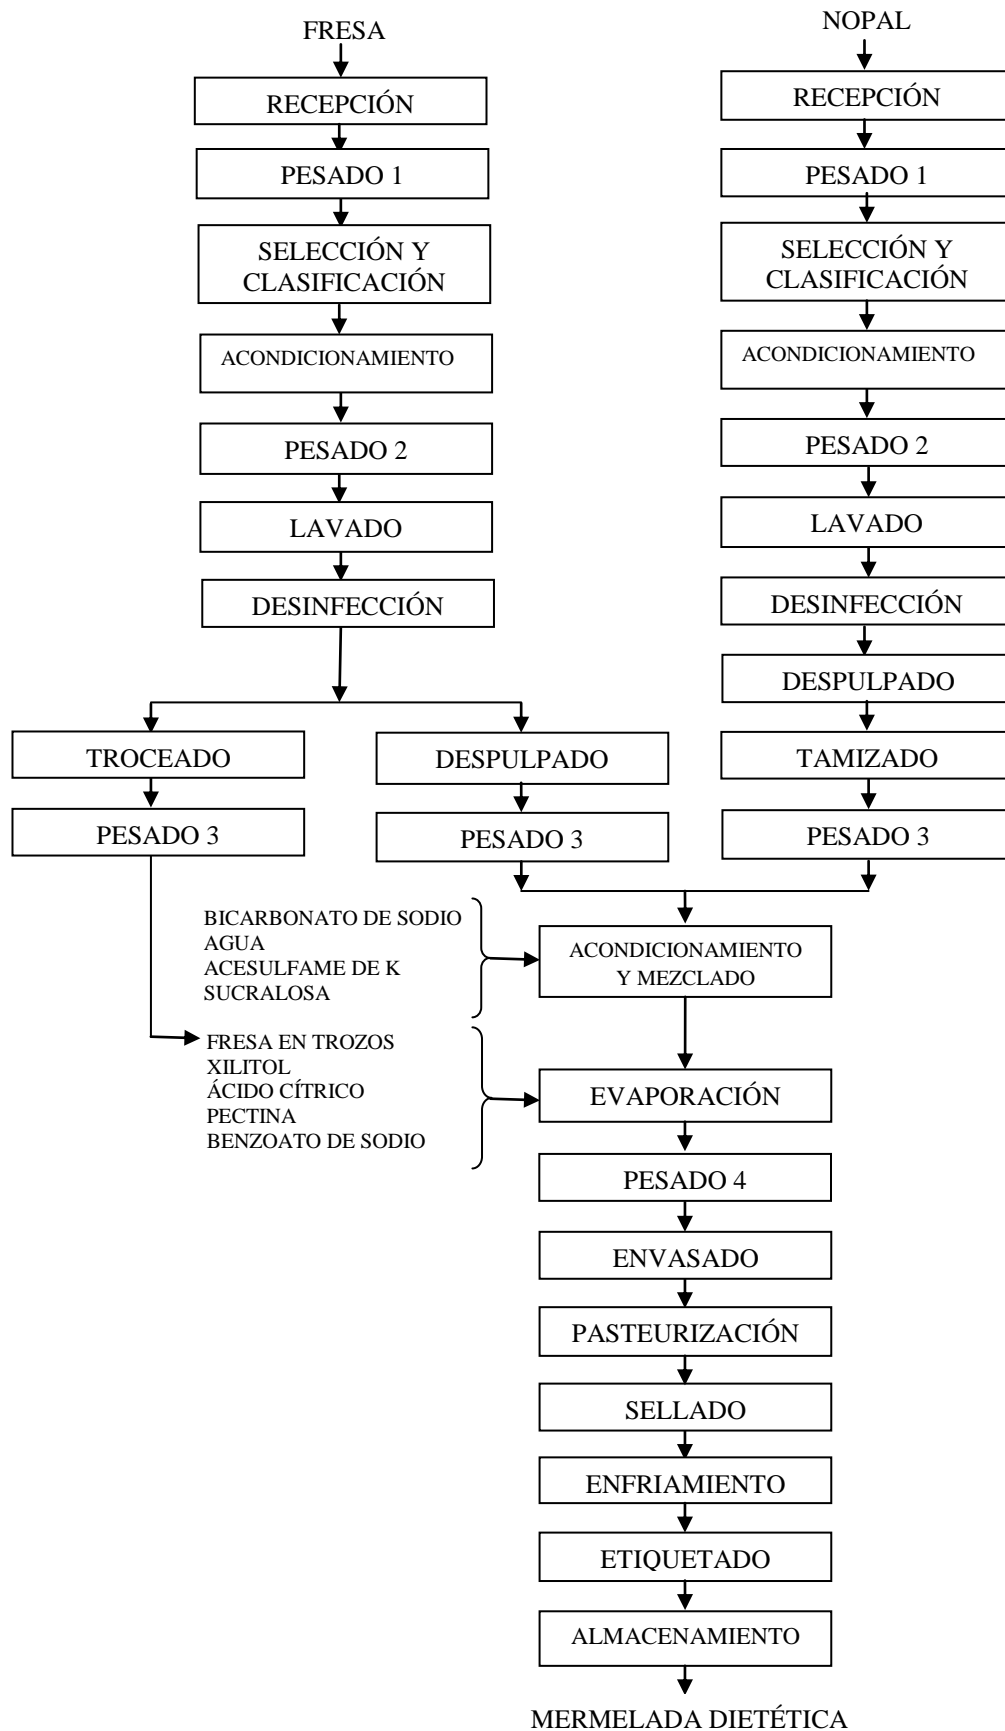 FRESA
RECEPCIÓN
PESADO 1
SELECCIÓN Y
CLASIFICACIÓN
ACONDICIONAMIENTO
PESADO 2
LAVADO
DESINFECCIÓN
TROCEADO
PESADO 3
DESPULPADO
PESADO 3
NOPAL
RECEPCIÓN
PESADO 1
SELECCIÓN Y
CLASIFICACIÓN
ACONDICIONAMIENTO
PESADO 2
LAVADO
DESINFECCIÓN
DESPULPADO
TAMIZADO
PESADO 3
BICARBONATO DE SODIO
AGUA
ACESULFAME DE K
SUCRALOSA
ACONDICIONAMIENTO
Y MEZCLADO
FRESA EN TROZOS
XILITOL
ÁCIDO CÍTRICO
PECTINA
BENZOATO DE SODIO
EVAPORACIÓN
PESADO 4
ENVASADO
PASTEURIZACIÓN
SELLADO
ENFRIAMIENTO
ETIQUETADO
ALMACENAMIENTO
MERMELADA DIETÉTICA